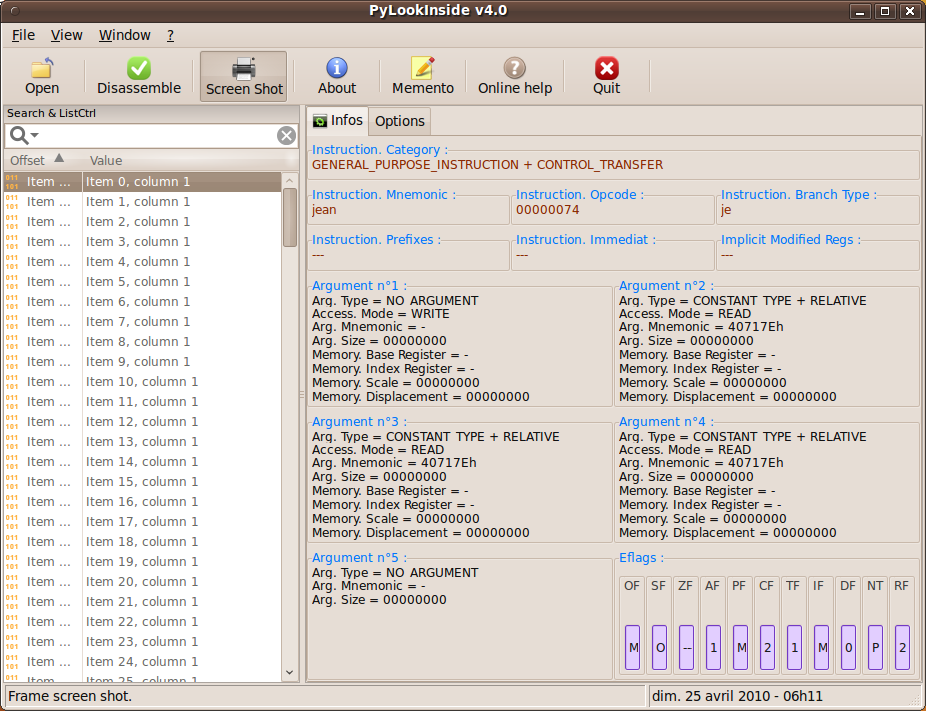 PyLookInside v4.0
File View Window ?
Open Disassemble Screen Shot About Memento Online help Quit
Search & ListCtrl
Offset Value
Item ... Item 0, column 1
Item ... Item 1, column 1
Item ... Item 2, column 1
Item ... Item 3, column 1
Item ... Item 4, column 1
Item ... Item 5, column 1
Item ... Item 6, column 1
Item ... Item 7, column 1
Item ... Item 8, column 1
Item ... Item 9, column 1
Item ... Item 10, column 1
Item ... Item 11, column 1
Item ... Item 12, column 1
Item ... Item 13, column 1
Item ... Item 14, column 1
Item ... Item 15, column 1
Item ... Item 16, column 1
Item ... Item 17, column 1
Item ... Item 18, column 1
Item ... Item 19, column 1
Item ... Item 20, column 1
Item ... Item 21, column 1
Item ... Item 22, column 1
Item ... Item 23, column 1
Item ... Item 24, column 1
Item ... Item 25, column 1
Infos Options
Instruction. Category :
GENERAL_PURPOSE_INSTRUCTION + CONTROL_TRANSFER
Instruction. Mnemonic : Instruction. Opcode : Instruction. Branch Type :
jean 00000074 je
Instruction. Prefixes : Instruction. Immediat : Implicit Modified Regs :
--- --- ---
Argument n°1 :
Arg. Type = NO ARGUMENT
Access. Mode = WRITE
Arg. Mnemonic = -
Arg. Size = 00000000
Memory. Base Register = -
Memory. Index Register = -
Memory. Scale = 00000000
Memory. Displacement = 00000000
Argument n°2 :
Arg. Type = CONSTANT TYPE + RELATIVE
Access. Mode = READ
Arg. Mnemonic = 40717Eh
Arg. Size = 00000000
Memory. Base Register = -
Memory. Index Register = -
Memory. Scale = 00000000
Memory. Displacement = 00000000
Argument n°3 :
Arg. Type = CONSTANT TYPE + RELATIVE
Access. Mode = READ
Arg. Mnemonic = 40717Eh
Arg. Size = 00000000
Memory. Base Register = -
Memory. Index Register = -
Memory. Scale = 00000000
Memory. Displacement = 00000000
Argument n°4 :
Arg. Type = CONSTANT TYPE + RELATIVE
Access. Mode = READ
Arg. Mnemonic = 40717Eh
Arg. Size = 00000000
Memory. Base Register = -
Memory. Index Register = -
Memory. Scale = 00000000
Memory. Displacement = 00000000
Argument n°5 :
Arg. Type = NO ARGUMENT
Arg. Mnemonic = -
Arg. Size = 00000000
Eflags :
OF SF ZF AF PF CF TF IF DF NT RF
M O -- 1 M 2 1 M 0 P 2
Frame screen shot. dim. 25 avril 2010 - 06h11